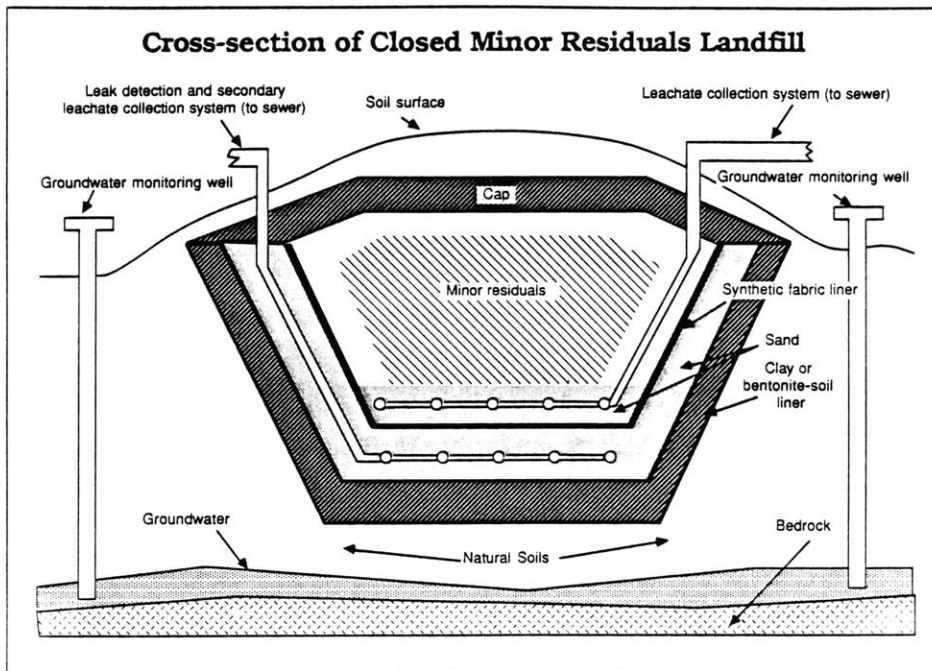 Cross-section of Closed Minor Residuals Landfill
Leak detection and secondary
leachate collection system (to sewer)
Soil surface
Leachate collection system (to sewer)
Groundwater monitoring well
Groundwater monitoring well
Cap
Minor residuals
Synthetic fabric liner
Sand
Clay or
bentonite-soil
liner
Groundwater
Natural Soils
Bedrock